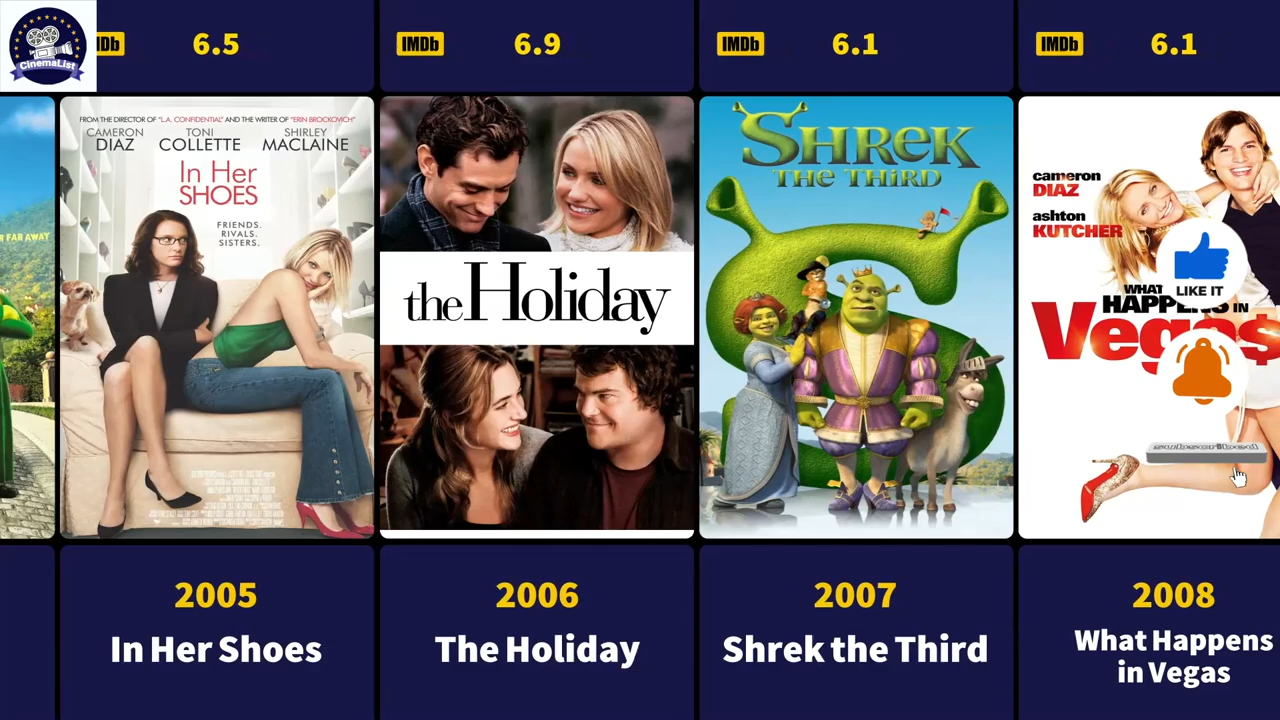 CinemaList
IMDb
6.5
IMDb
6.9
IMDb
6.1
IMDb
6.1
R FAR AWAY
FROM THE DIRECTOR OF "L.A. CONFIDENTIAL" AND THE WRITER OF "ERIN BROCKOVICH"
CAMERON
DIAZ
TONI
COLLETTE
SHIRLEY
MACLAINE
In Her
SHOES
FRIENDS.
RIVALS.
SISTERS.
the Holiday
SHREK
THE THIRD
cameron
DIAZ
ashton
KUTCHER
LIKE IT
WHAT
HAPPENS IN
Vega$
subscribed
2005
In Her Shoes
2006
The Holiday
2007
Shrek the Third
2008
What Happens
in Vegas